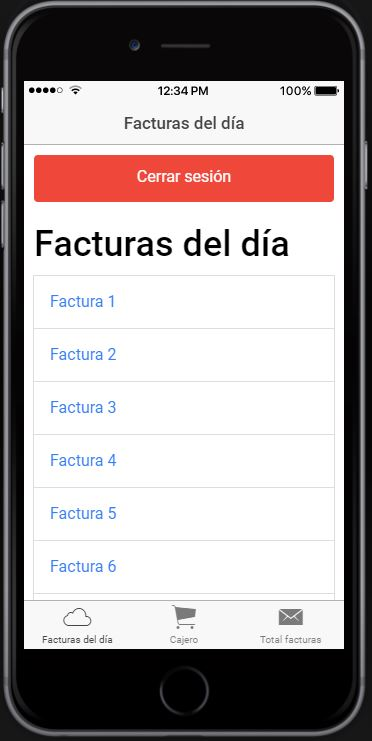 12:34 PM 100%
Facturas del día
Cerrar sesión
Facturas del día
Factura 1
Factura 2
Factura 3
Factura 4
Factura 5
Factura 6
Facturas del día Cajero Total facturas